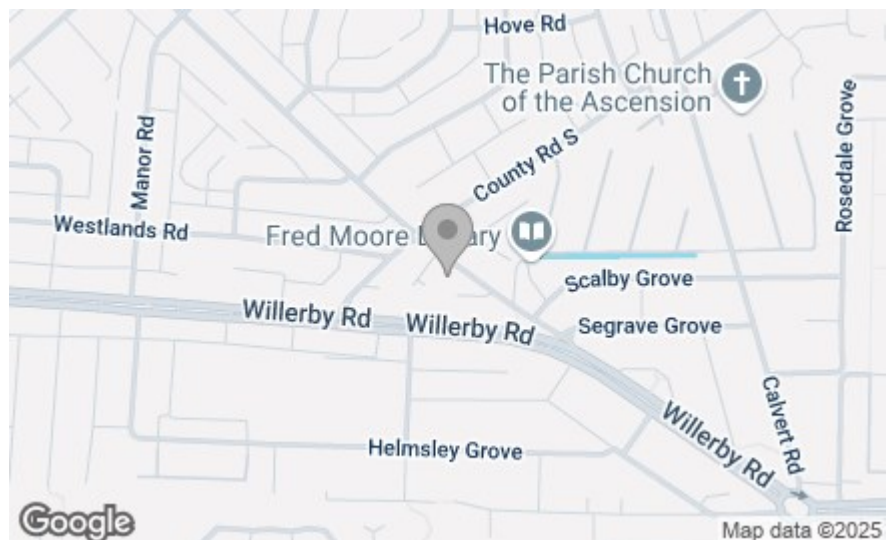 Hove Rd
The Parish Church
of the Ascension
Manor Rd
County Rd S
Rosedale Grove
Westlands Rd
Fred Moore Library
Scalby Grove
Willerby Rd
Willerby Rd
Segrave Grove
Calvert Rd
Willerby Rd
Helmsley Grove
Google
Map data ©2025